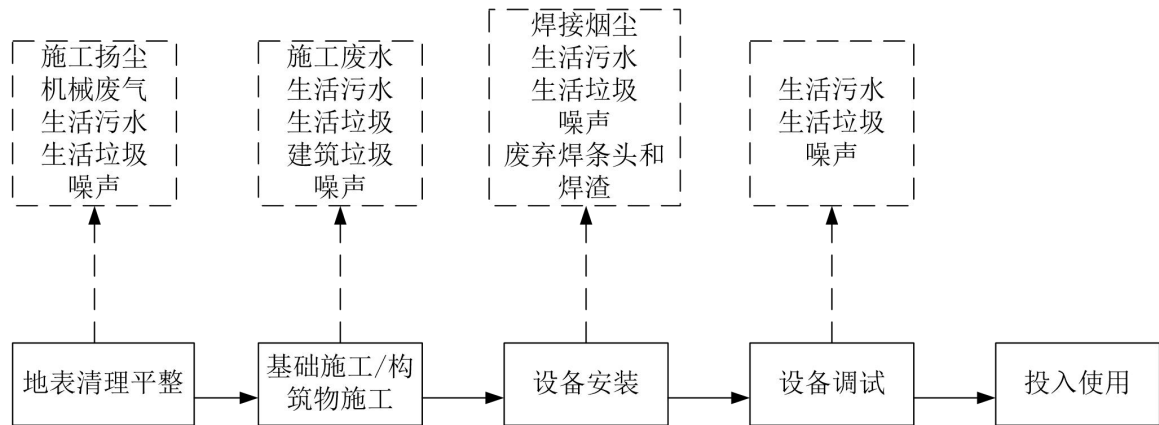 施工扬尘
机械废气
生活污水
生活垃圾
噪声
施工废水
生活污水
生活垃圾
建筑垃圾
噪声
焊接烟尘
生活污水
生活垃圾
噪声
废弃焊条头和
焊渣
生活污水
生活垃圾
噪声
地表清理平整
基础施工/构
筑物施工
设备安装
设备调试
投入使用